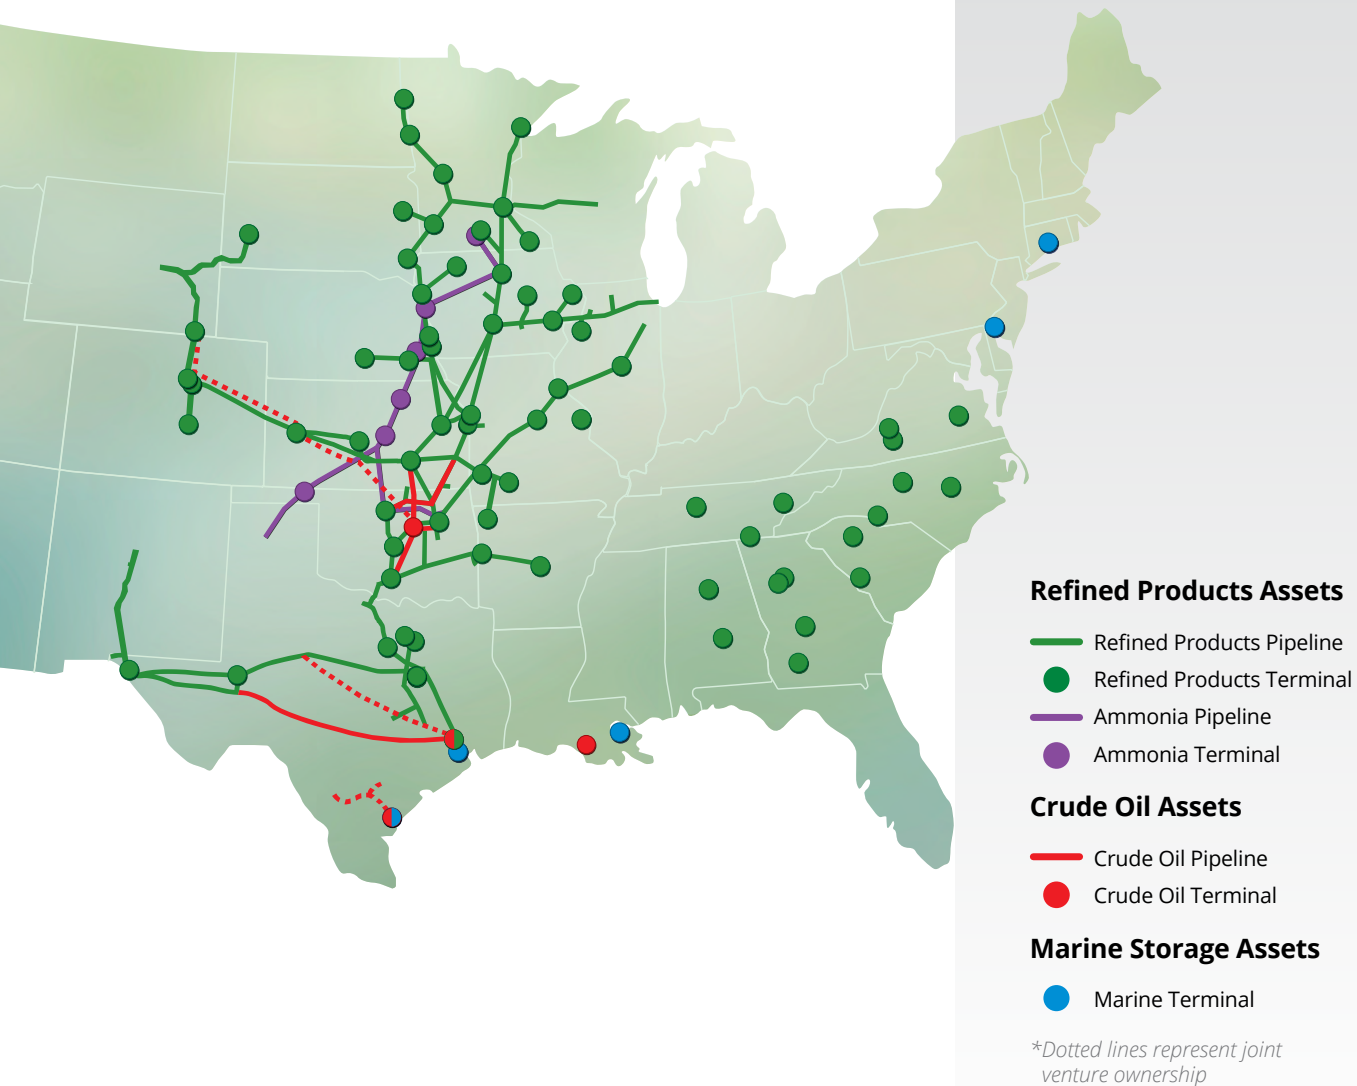 Refined Products Assets
Refined Products Pipeline
Refined Products Terminal
Ammonia Pipeline
Ammonia Terminal
Crude Oil Assets
Crude Oil Pipeline
Crude Oil Terminal
Marine Storage Assets
Marine Terminal
*Dotted lines represent joint
venture ownership